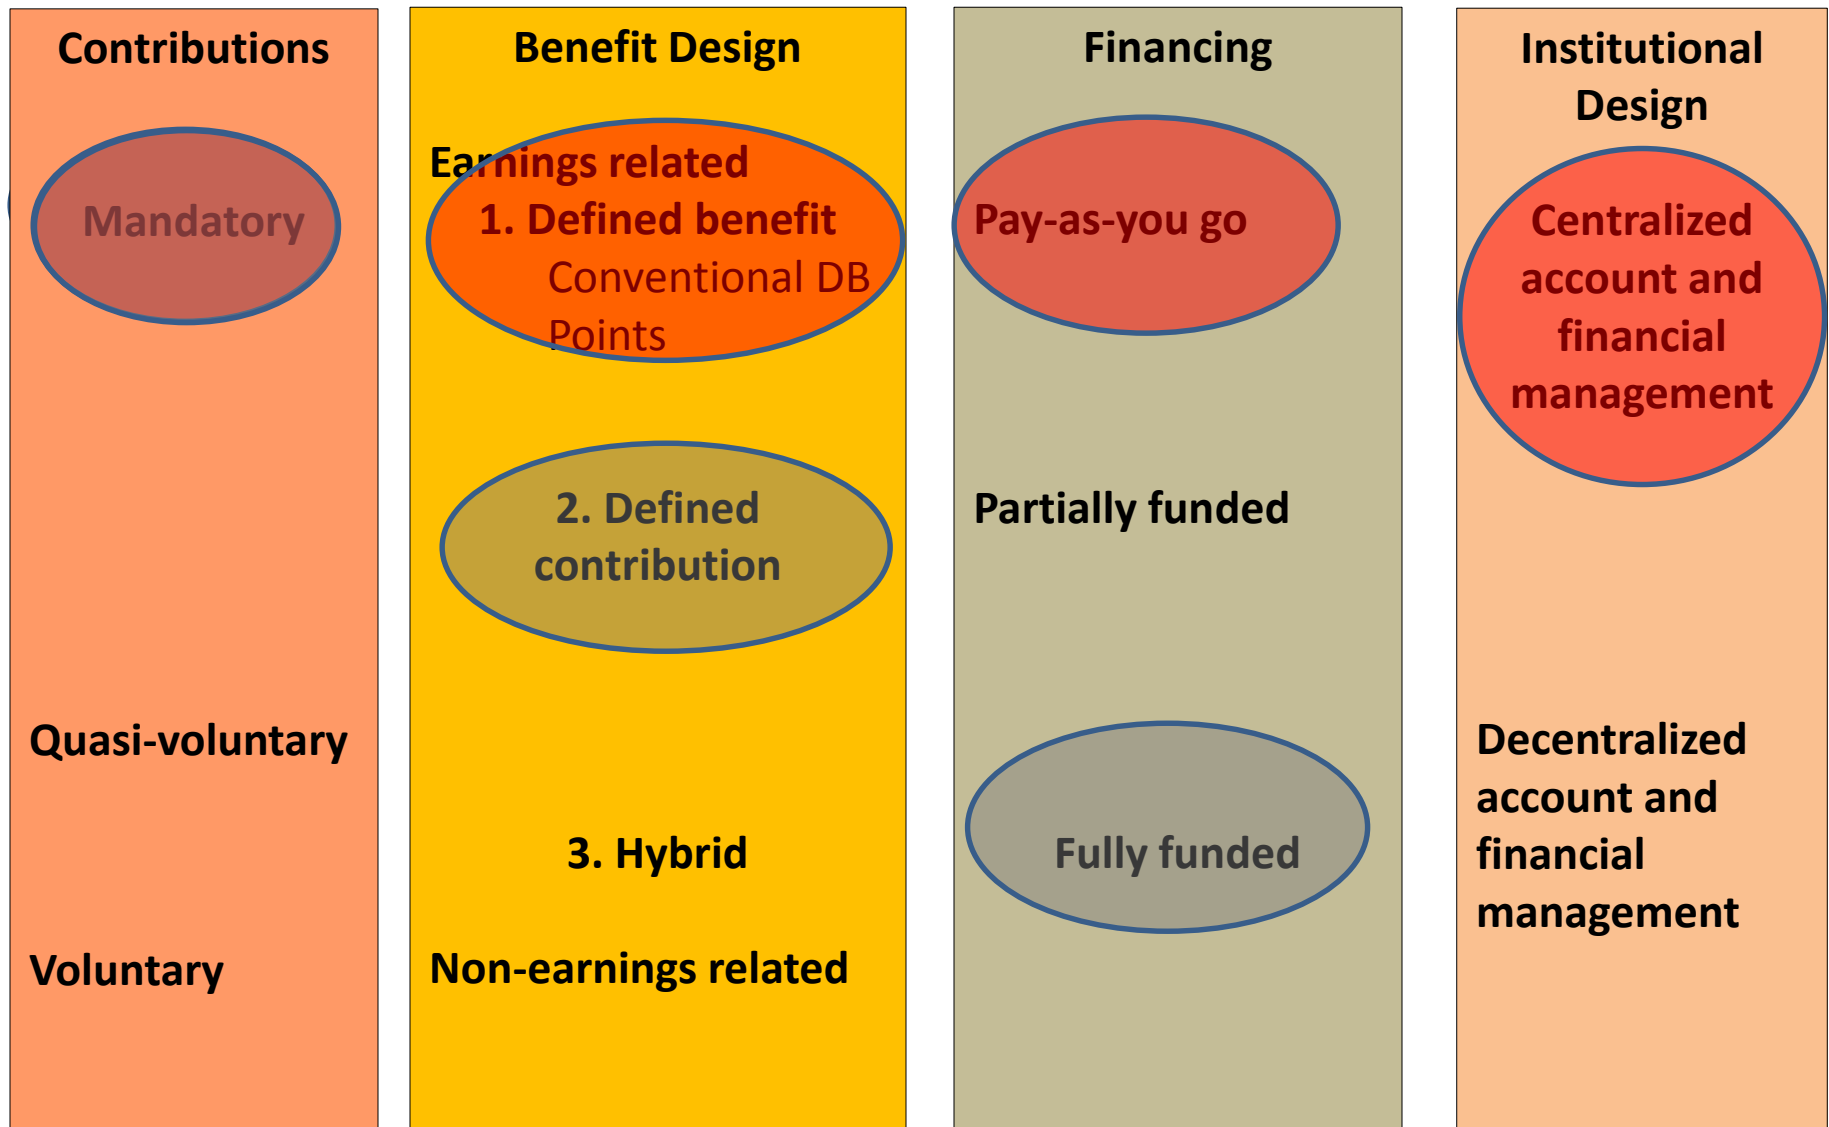 Contributions
Mandatory
Quasi-voluntary
Voluntary
Benefit Design
Earnings related
1. Defined benefit
Conventional DB
Points
2. Defined
contribution
3. Hybrid
Non-earnings related
Financing
Pay-as-you go
Partially funded
Fully funded
Institutional
Design
Centralized
account and
financial
management
Decentralized
account and
financial
management